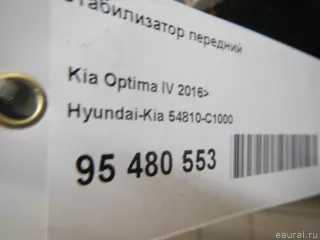 Стабилизатор передний
Kia Optima IV 2016>
Hyundai-Kia 54810-C1000
95 480 553
eaural.ru